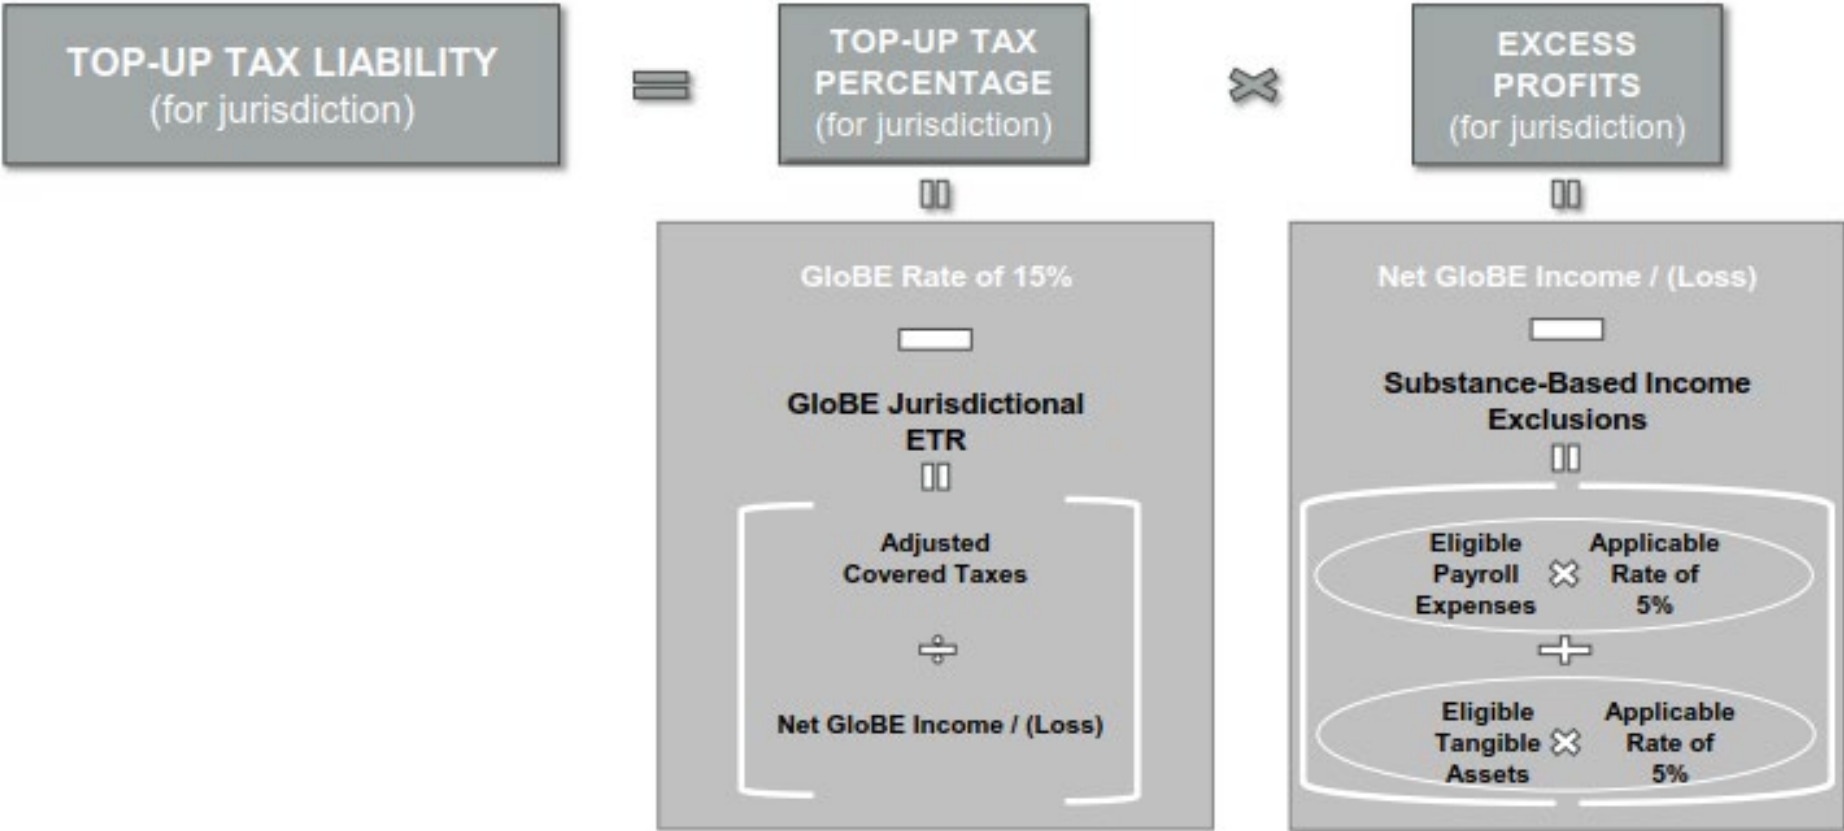 TOP-UP TAX LIABILITY
(for jurisdiction)
=
TOP-UP TAX
PERCENTAGE
(for jurisdiction)
×
EXCESS
PROFITS
(for jurisdiction)
=
GloBE Rate of 15%
−
GloBE Jurisdictional
ETR
=
Adjusted
Covered Taxes
÷
Net GloBE Income / (Loss)
=
Net GloBE Income / (Loss)
−
Substance-Based Income
Exclusions
=
Eligible
Payroll
Expenses
×
Applicable
Rate of
5%
+
Eligible
Tangible
Assets
×
Applicable
Rate of
5%